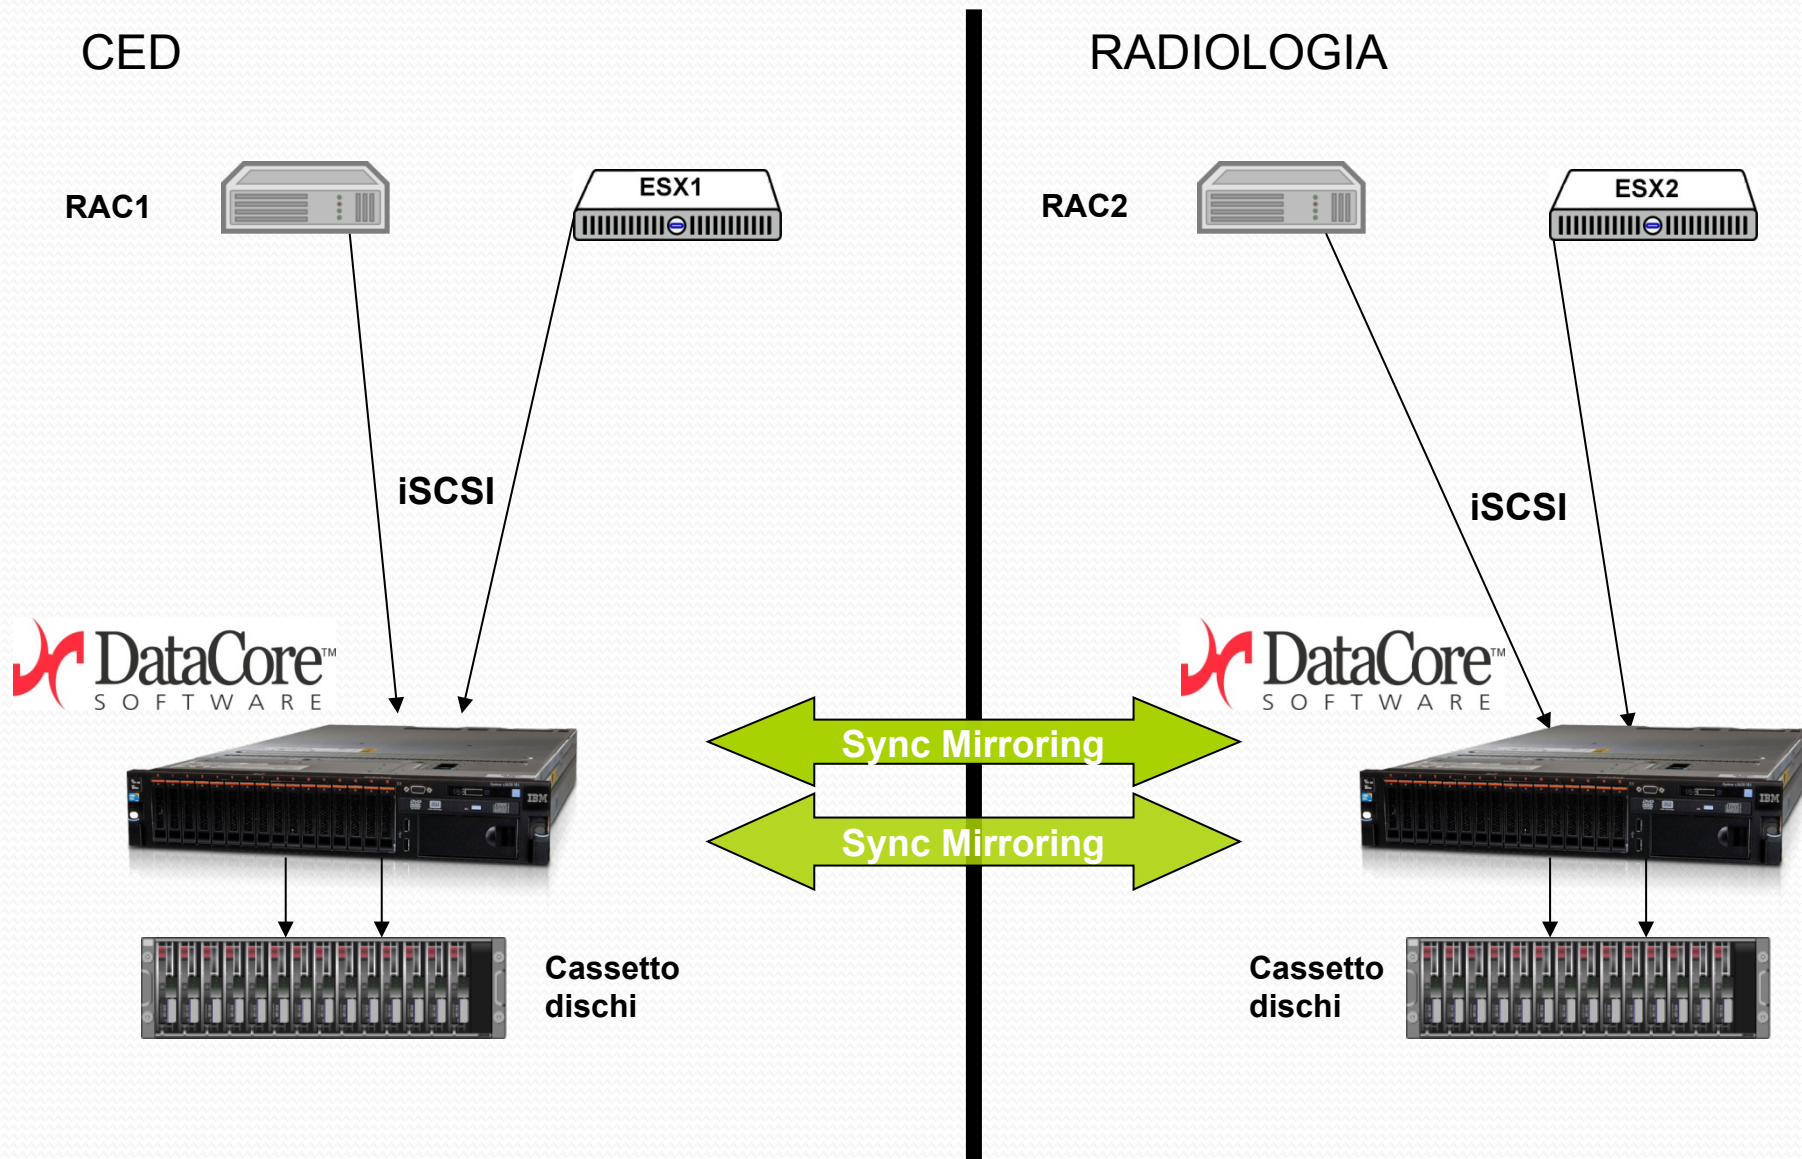 CED
RADIOLOGIA
RAC1
ESX1
RAC2
ESX2
iSCSI
iSCSI
DataCore™
SOFTWARE
DataCore™
SOFTWARE
Sync Mirroring
Sync Mirroring
IBM
IBM
Cassetto
dischi
Cassetto
dischi